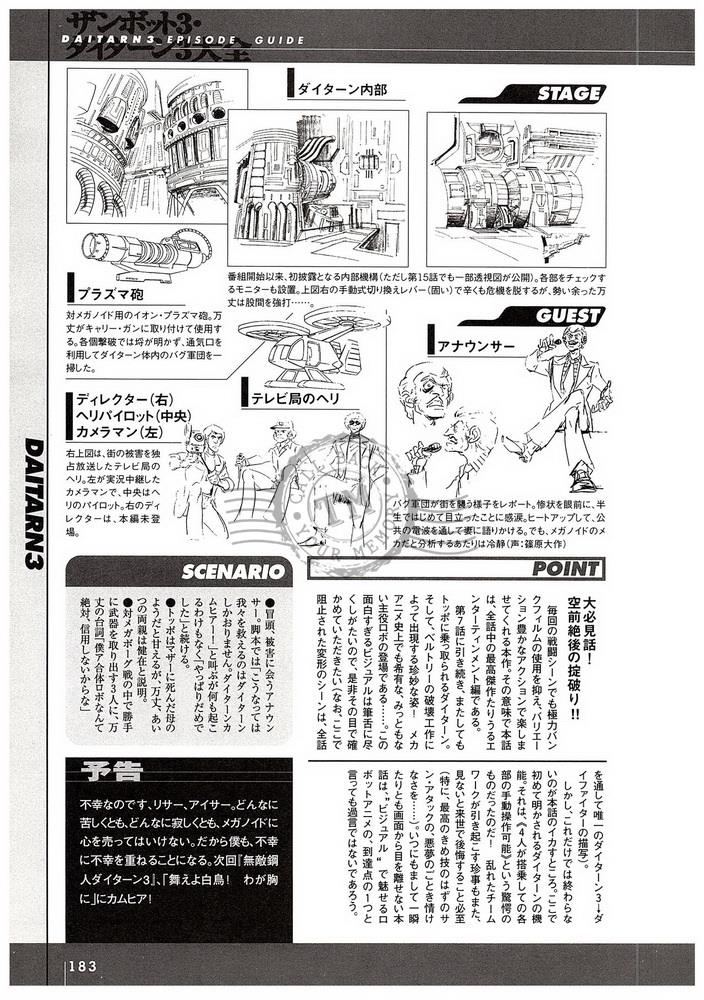 ザンボット3・
ダイターン3大全
DAITARN3_EPISODE GUIDE
STAGE
ダイターン内部
番組開始以来、初披露となる内部機構(ただし第15話でも一部透視図が公開)。各部をチェックす
るモニターも設置。上図右の手動式切り換えレバー(固い)で辛くも危機を脱するが、勢い余った万
丈は股間を強打……。
プラズマ砲
対メガノイド用のイオン・プラズマ砲。万
丈がキャリー・ガンに取り付けて使用す
る。各個撃破では埒が明かず、通気口を
利用してダイターン体内のバグ軍団を一
掃した。
GUEST
アナウンサー
バグ軍団が街を闘う様子をレポート。惨状を眼前に、半
生ではじめて目立ったことに感涙。ヒートアップして、公
共の電波を通して妻に語りかける。でも、メガノイドのメ
カだと分析するあたりは冷静(声:篠原大作)
テレビ局のヘリ
ディレクター(右)
ヘリパイロット(中央)
カメラマン(左)
右上図は、街の被害を独
占放送したテレビ局の
ヘリ。左が実況中継した
カメラマンで、中央はヘ
リのパイロット。右のディ
レクターは、本編未登
場。
POINT
大必見話!
空前絶後の掟破り!!
毎回の戦闘シーンでも極力バン
クフィルムの使用を抑え、バリエー
ション豊かなアクションで楽しま
せてくれる本作。その意味で本話
は、全話中の最高傑作たりうるエ
ンターティンメント編である。
第7話に引き続き、またしても
トッポに乗っ取られるダイターン。
そして、ベルトリーの破壊工作に
よって出現する珍妙な姿! メカ
アニメ史上でも希有な、みっともな
い主役ロボの登場である……。この
面白すぎるビジュアルは筆舌に尽
くしがたいので、是非その目で確
かめていただきたい(なお、ここで
阻止された変形のシーンは、全話
を通して唯一のダイターン3→ダ
イファイターの描写)。
しかし、これだけでは終わらな
いのが本話のイカすところ。ここで
初めて明かされるダイターンの機
能。それは、《4人が搭乗しての各
部の手動操作可能》という驚愕の
ものだったのだ! 乱れたチーム
ワークが引き起こす珍事もまた、
見ないと来世で後悔すること必至
(特に、最高のきめ技のはずのサ
ン・アタックの、悪夢のごとき情け
なさを……)。いつにもまして一瞬
たりとも画面から目を離せない本
話は、"ビジュアル"で魅せるロ
ボットアニメの、到達点の1つと
言っても過言ではないであろう。
SCENARIO
●冒頭、被害に会うアナウン
サー。脚本では「こうなっては
我々を救えるのはダイターン
しかおりません。ダイターンカ
ムヒアー!」と叫ぶが何も起こ
るわけもなく「やっぱりだめで
した」と続ける。
●トッポはマザーに死んだ母の
ようだと甘えるが、万丈、あい
つの両親は健在と説明。
●対メガボーグ戦の中で勝手
に武器を取り出す3人に、万
丈の台詞「僕ァ合体ロボなんて
絶対、信用しないからな」
予告
不幸なのです、リサー、アイサー。どんなに
苦しくとも、どんなに寂しくとも、メガノイドに
心を売ってはいけない。だから僕も、不幸
に不幸を重ねることになる。次回『無敵鋼
人ダイターン3』、「舞えよ白鳥! わが胸
に」にカムヒア!
DAITARN3
183
TM
YOUR MEMORY